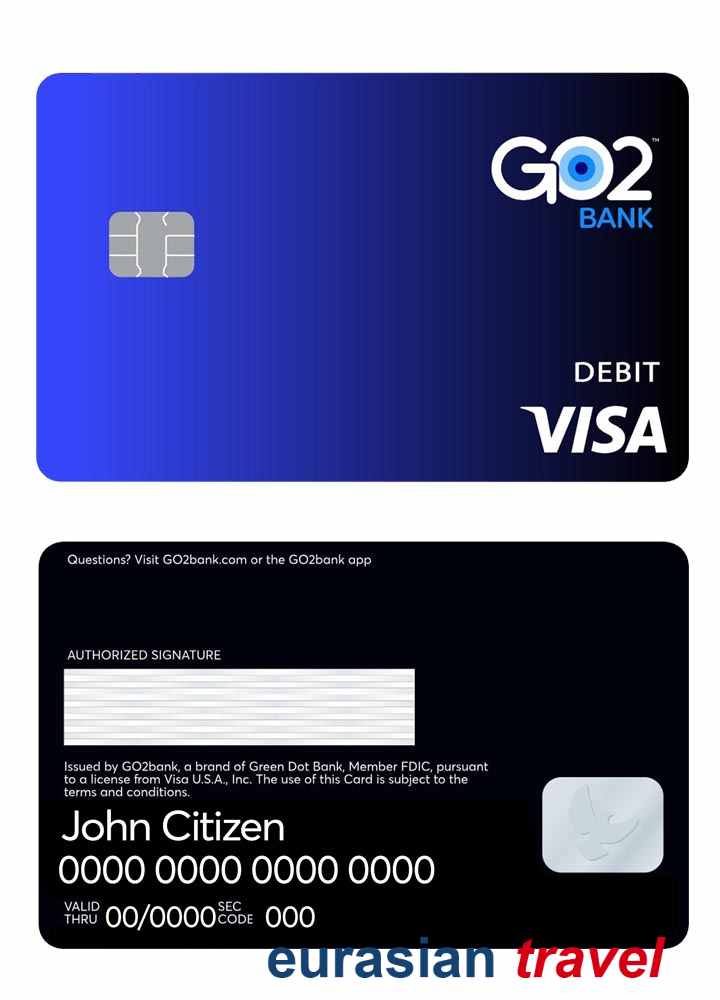 GO2™
BANK
DEBIT
VISA
Questions? Visit GO2bank.com or the GO2bank app
AUTHORIZED SIGNATURE
Issued by GO2bank, a brand of Green Dot Bank, Member FDIC, pursuant
to a license from Visa U.S.A., Inc. The use of this Card is subject to the
terms and conditions.
John Citizen
0000 0000 0000 0000
VALID THRU 00/0000 SEC CODE 000
eurasian travel